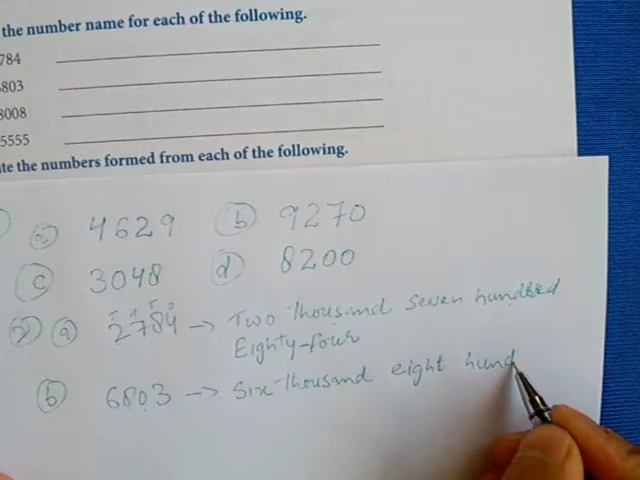 the number name for each of the following.
784
803
8008
5555
te the numbers formed from each of the following.
a 4629 b 9270
c 3048 d 8200
2) a T H T O
2784 → Two thousand seven hundred
Eighty-four
b 6803 → Six thousand eight hund